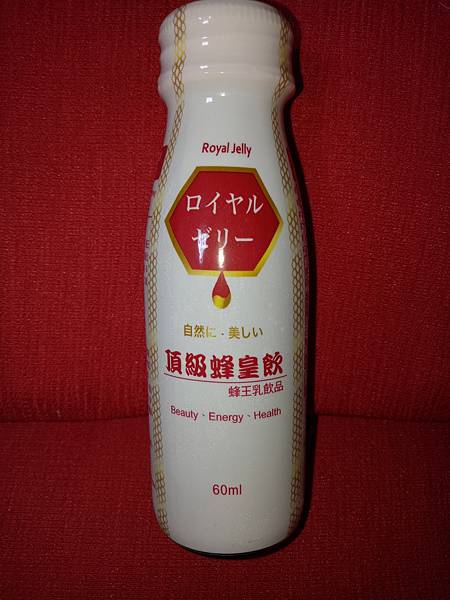 Royal Jelly
ロイヤル
ゼリー
自然に・美しい
頂級蜂皇飲
蜂王乳飲品
Beauty、Energy、Health
60ml